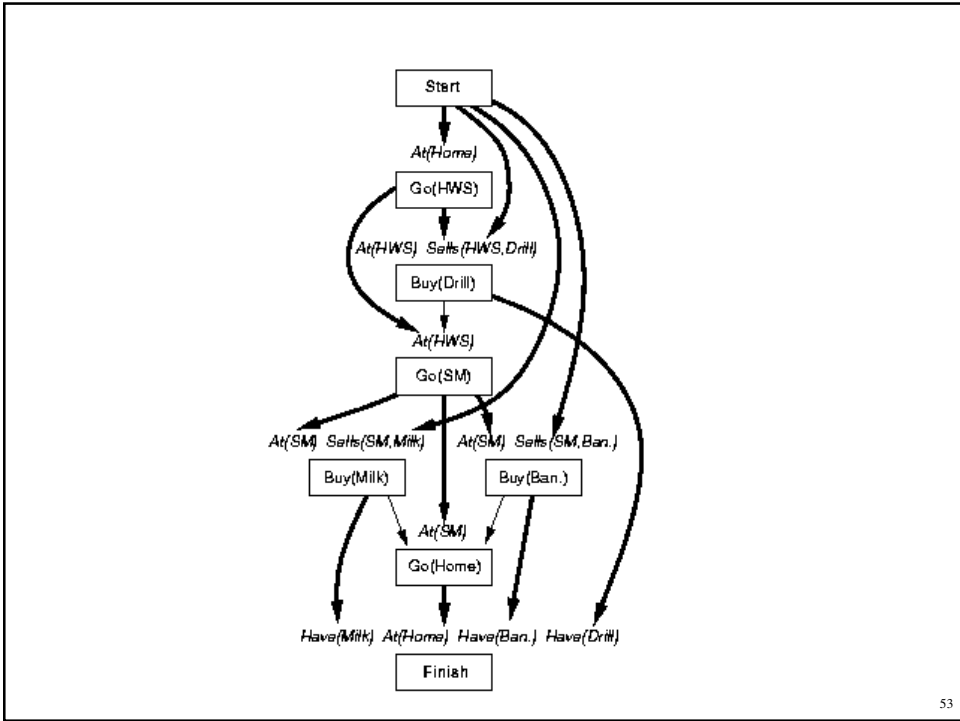 Start
At(Home)
Go(HWS)
At(HWS) Sells(HWS,Drill)
Buy(Drill)
At(HWS)
Go(SM)
At(SM) Sells(SM,Milk) At(SM) Sells(SM,Ban.)
Buy(Milk) Buy(Ban.)
At(SM)
Go(Home)
Have(Milk) At(Home) Have(Ban.) Have(Drill)
Finish
53